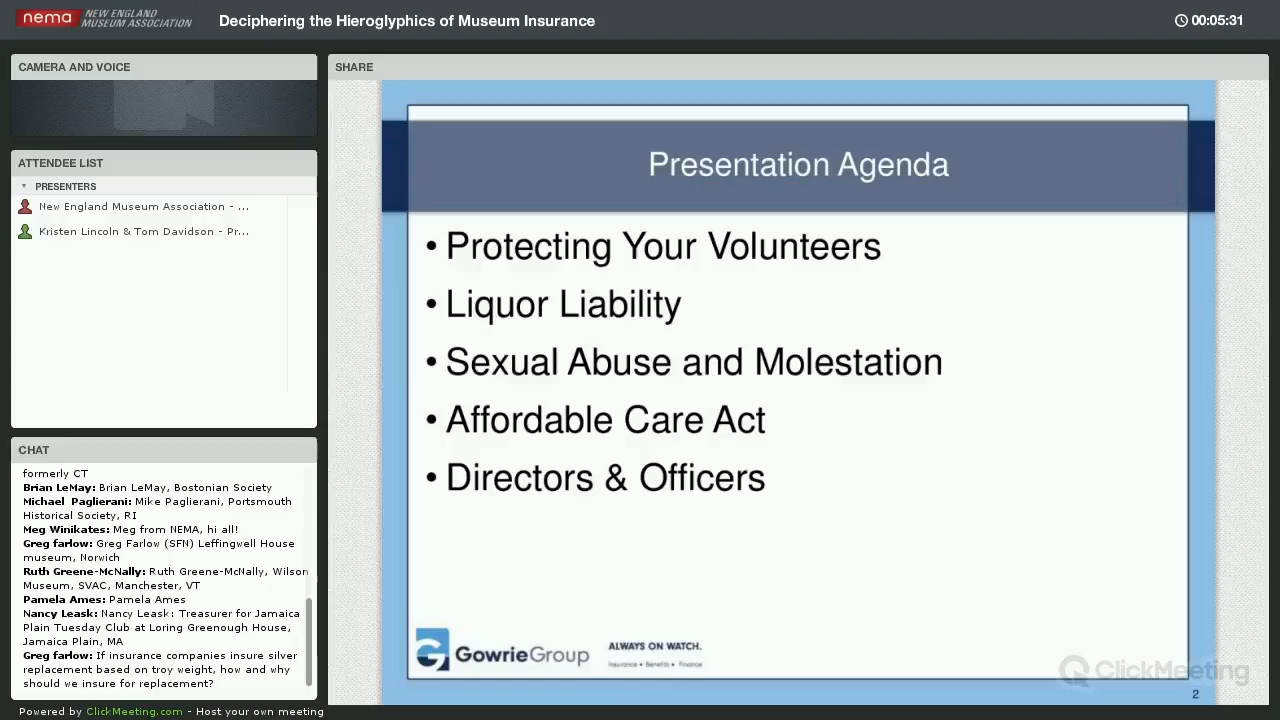 nema NEW ENGLAND
MUSEUM ASSOCIATION
Deciphering the Hieroglyphics of Museum Insurance
00:05:31
CAMERA AND VOICE
ATTENDEE LIST
PRESENTERS
New England Museum Association - ...
Kristen Lincoln & Tom Davidson - Pr...
CHAT
formerly CT
Brian LeMay: Brian LeMay, Bostonian Society
Michael Paglierani: Mike Paglierani, Portsmouth
Historical Society, RI
Meg Winikates: Meg from NEMA, hi all!
Greg farlow: Greg Farlow (SFN) Leffingwell House
museum, Norwich
Ruth Greene-McNally: Ruth Greene-McNally, Wilson
Museum, SVAC, Manchester, VT
Pamela Ames: Pamela Ames
Nancy Leask: Nancy Leask: Treasurer for Jamaica
Plain Tuesday Club at Loring Greenough House,
Jamaica Plain, MA
Greg farlow: If insurance companies insure silver
replacement based on troy weight, how and why
should we insure for replacement?
Powered by ClickMeeting.com - Host your own meeting
SHARE
Presentation Agenda
• Protecting Your Volunteers
• Liquor Liability
• Sexual Abuse and Molestation
• Affordable Care Act
• Directors & Officers
GowrieGroup
ALWAYS ON WATCH.
Insurance • Benefits • Finance
ClickMeeting
2